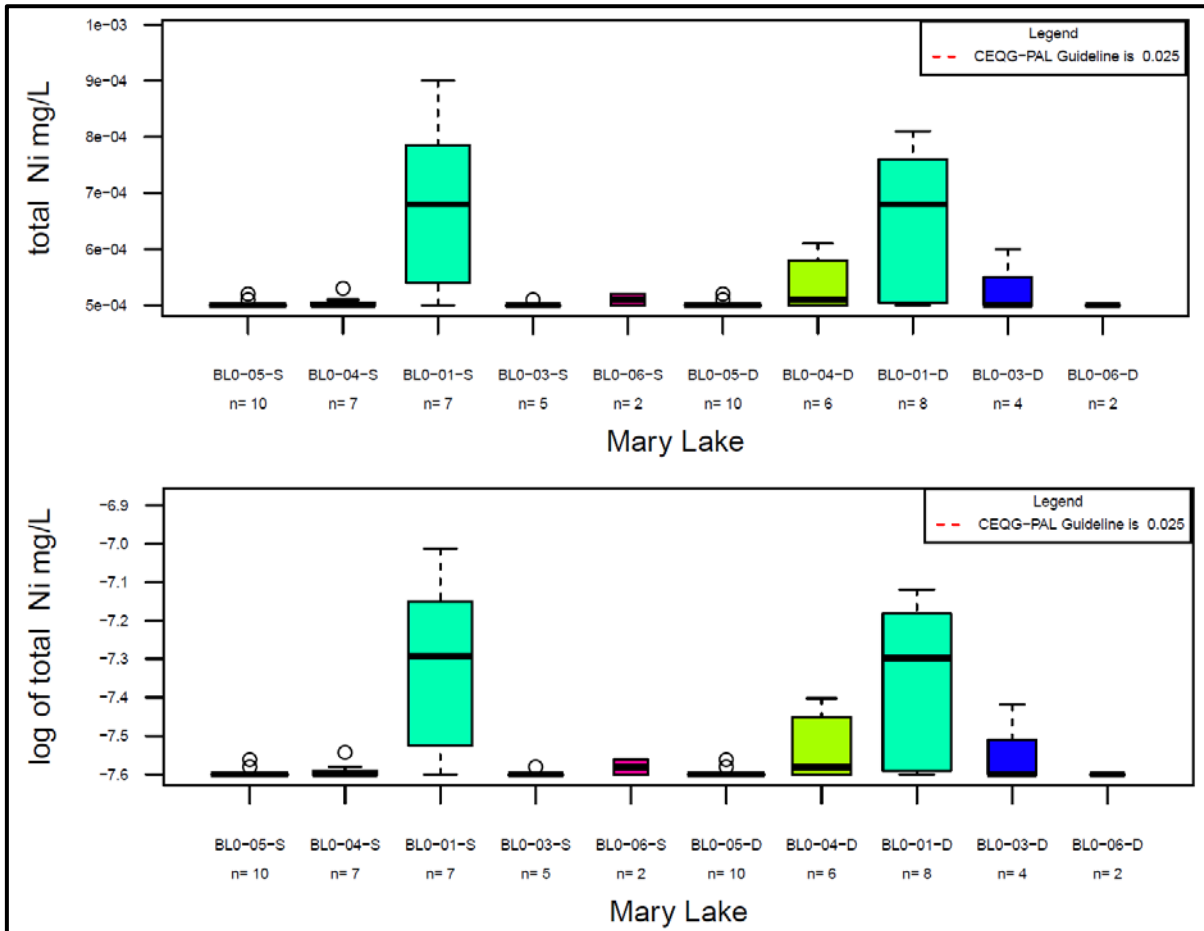 1e−03
9e−04
8e−04
7e−04
6e−04
5e−04
total Ni mg/L
Legend
CEQG−PAL Guideline is 0.025
BL0−05−S BL0−04−S BL0−01−S BL0−03−S BL0−06−S BL0−05−D BL0−04−D BL0−01−D BL0−03−D BL0−06−D
n= 10 n= 7 n= 7 n= 5 n= 2 n= 10 n= 6 n= 8 n= 4 n= 2
Mary Lake
−6.9
−7.0
−7.1
−7.2
−7.3
−7.4
−7.5
−7.6
log of total Ni mg/L
Legend
CEQG−PAL Guideline is 0.025
BL0−05−S BL0−04−S BL0−01−S BL0−03−S BL0−06−S BL0−05−D BL0−04−D BL0−01−D BL0−03−D BL0−06−D
n= 10 n= 7 n= 7 n= 5 n= 2 n= 10 n= 6 n= 8 n= 4 n= 2
Mary Lake